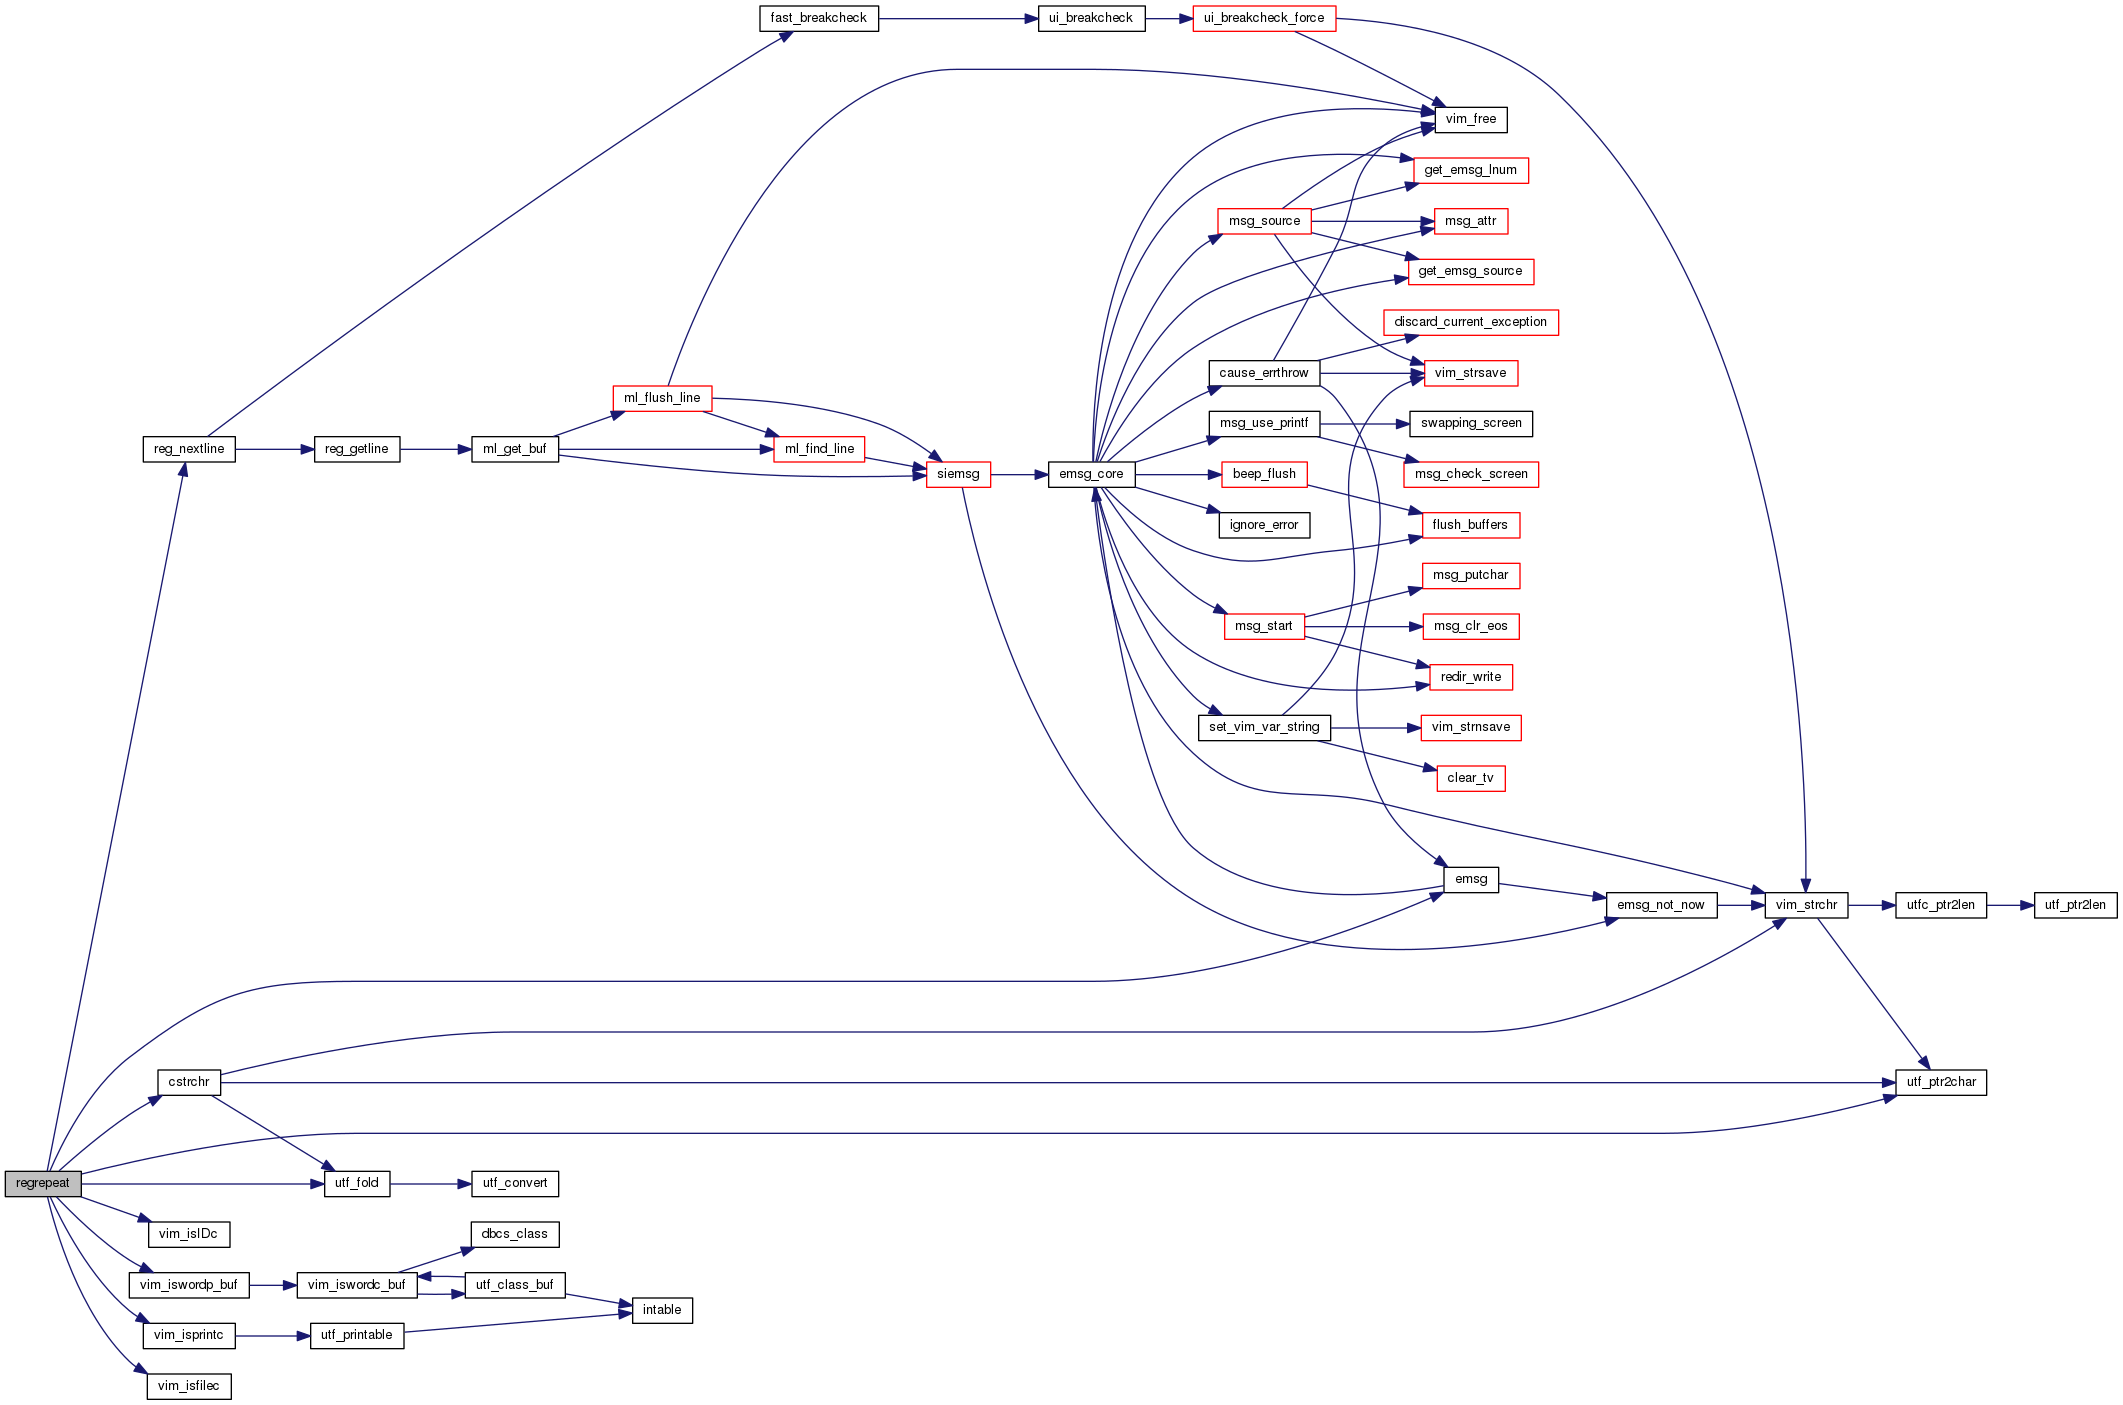 fast_breakcheck
ui_breakcheck
ui_breakcheck_force
vim_free
get_emsg_lnum
msg_source
msg_attr
get_emsg_source
discard_current_exception
cause_errthrow
vim_strsave
ml_flush_line
msg_use_printf
swapping_screen
reg_nextline
reg_getline
ml_get_buf
ml_find_line
siemsg
emsg_core
beep_flush
msg_check_screen
ignore_error
flush_buffers
msg_putchar
msg_start
msg_clr_eos
redir_write
set_vim_var_string
vim_strnsave
clear_tv
emsg
emsg_not_now
vim_strchr
utfc_ptr2len
utf_ptr2len
cstrchr
utf_ptr2char
regrepeat
utf_fold
utf_convert
vim_isIDc
dbcs_class
vim_iswordp_buf
vim_iswordc_buf
utf_class_buf
intable
vim_isprintc
utf_printable
vim_isfilec